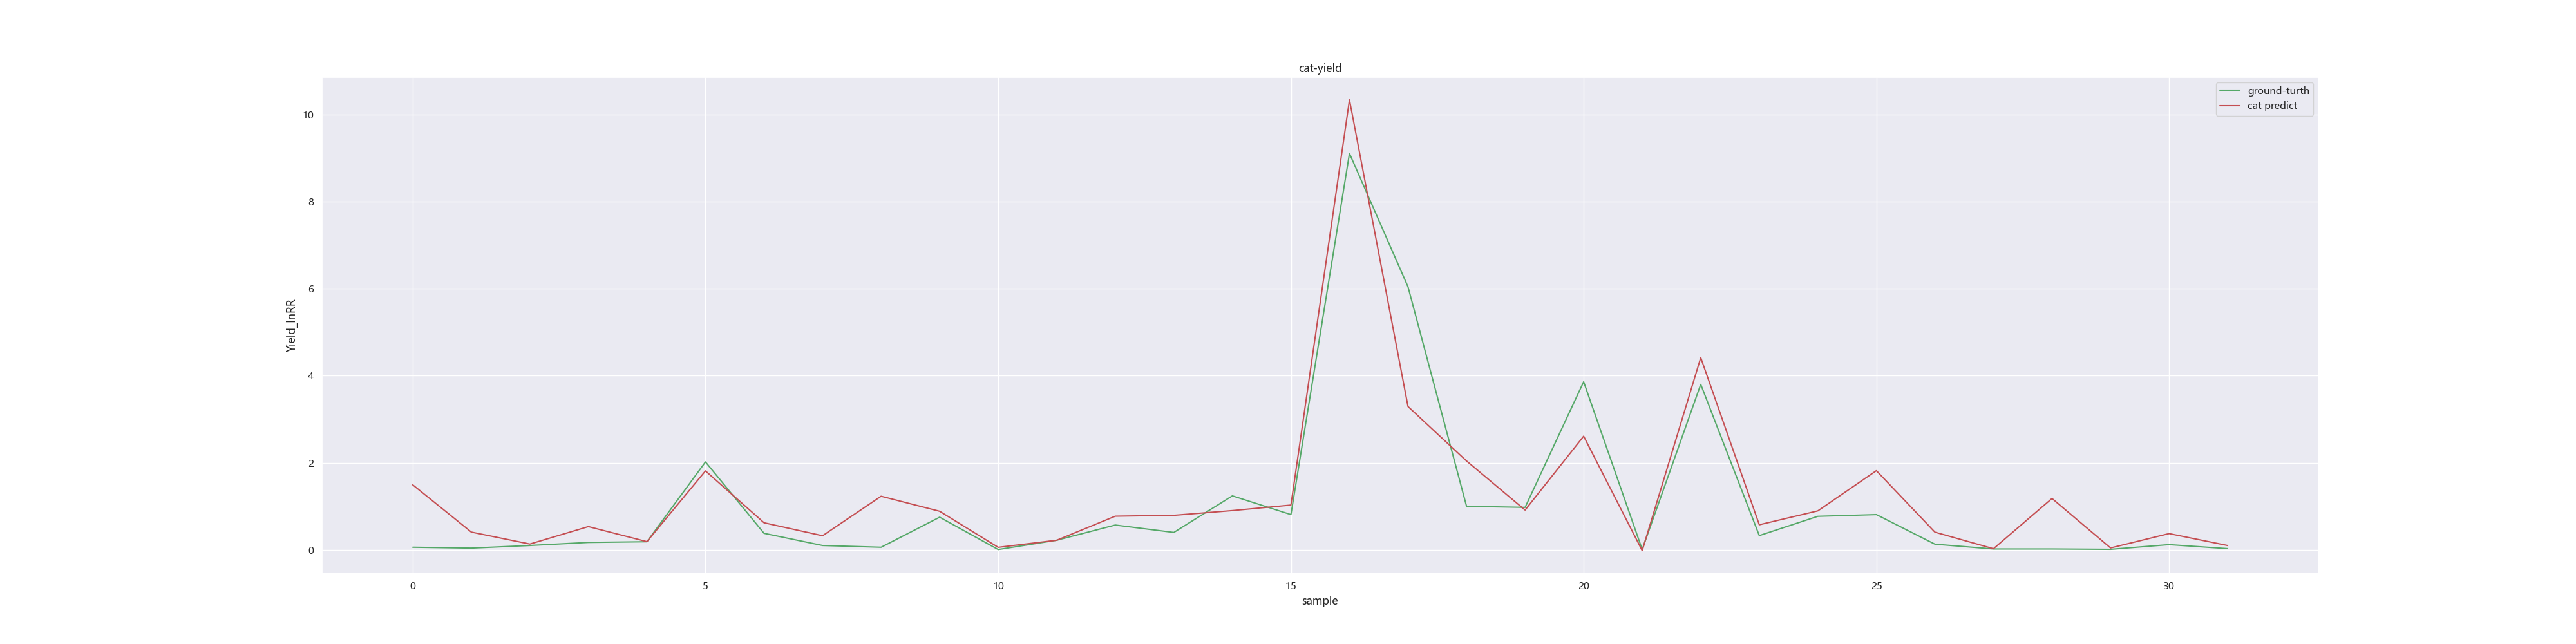 cat-yield
ground-turth
cat predict
10
8
6
4
2
0
Yield_lnRR
0 5 10 15 20 25 30
sample